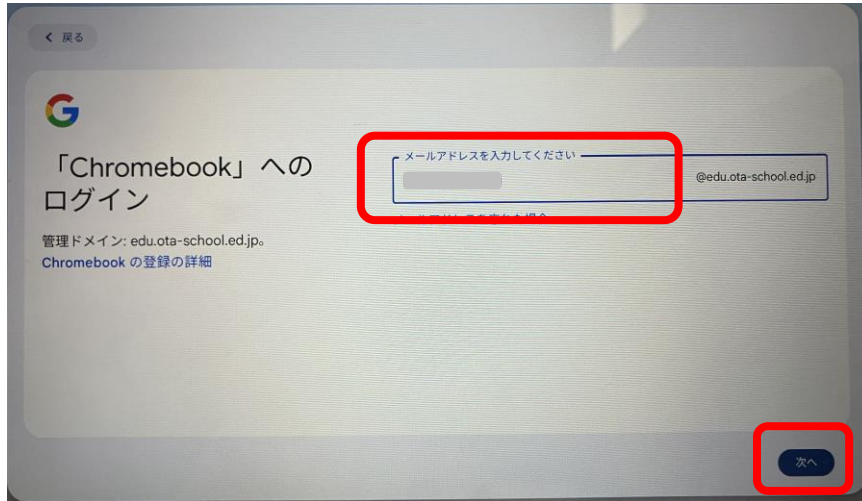 戻る
「Chromebook」への
ログイン
管理ドメイン: edu.ota-school.ed.jp。
Chromebook の登録の詳細
メールアドレスを入力してください
@edu.ota-school.ed.jp
次へ